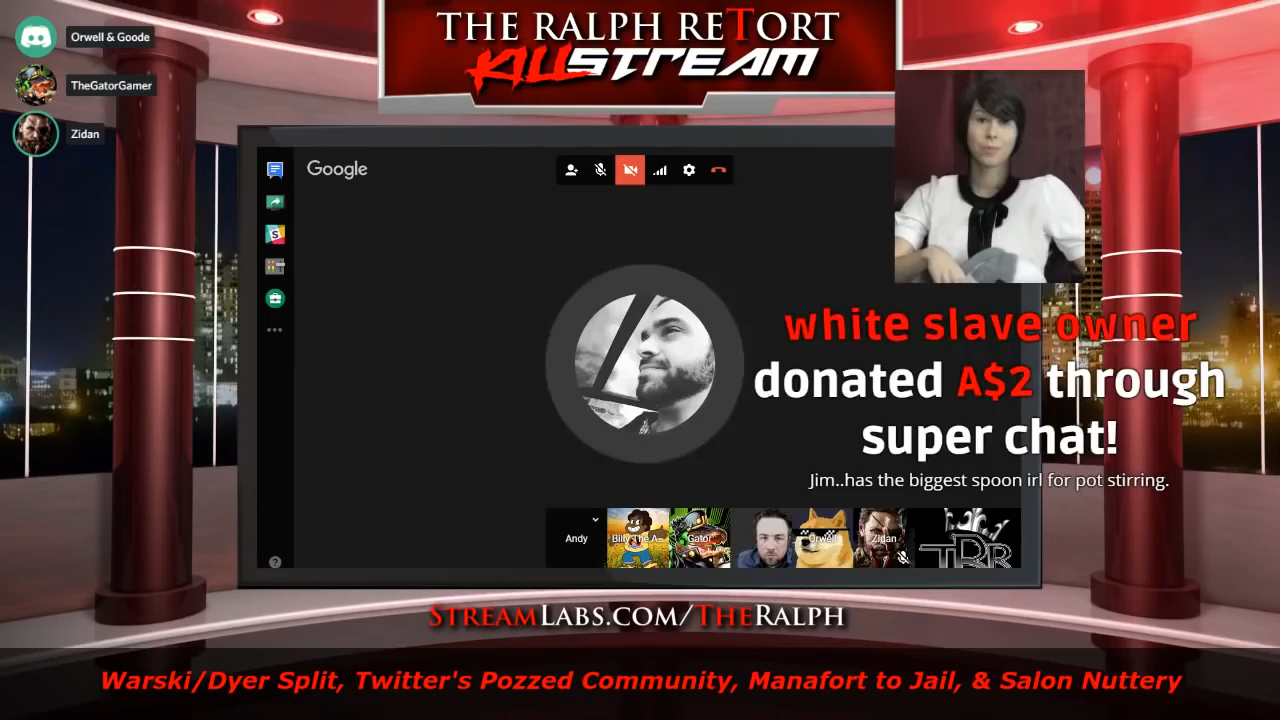 THE RALPH RETORT
KILLSTREAM
Orwell & Goode
TheGatorGamer
Zidan
Google
white slave owner
donated A$2 through
super chat!
Jim..has the biggest spoon irl for pot stirring.
Andy
Billy The A-
Gator
Orwell
Zidan
TRR
STREAMLABS.COM/THERALPH
Warski/Dyer Split, Twitter's Pozzed Community, Manafort to Jail, & Salon Nuttery